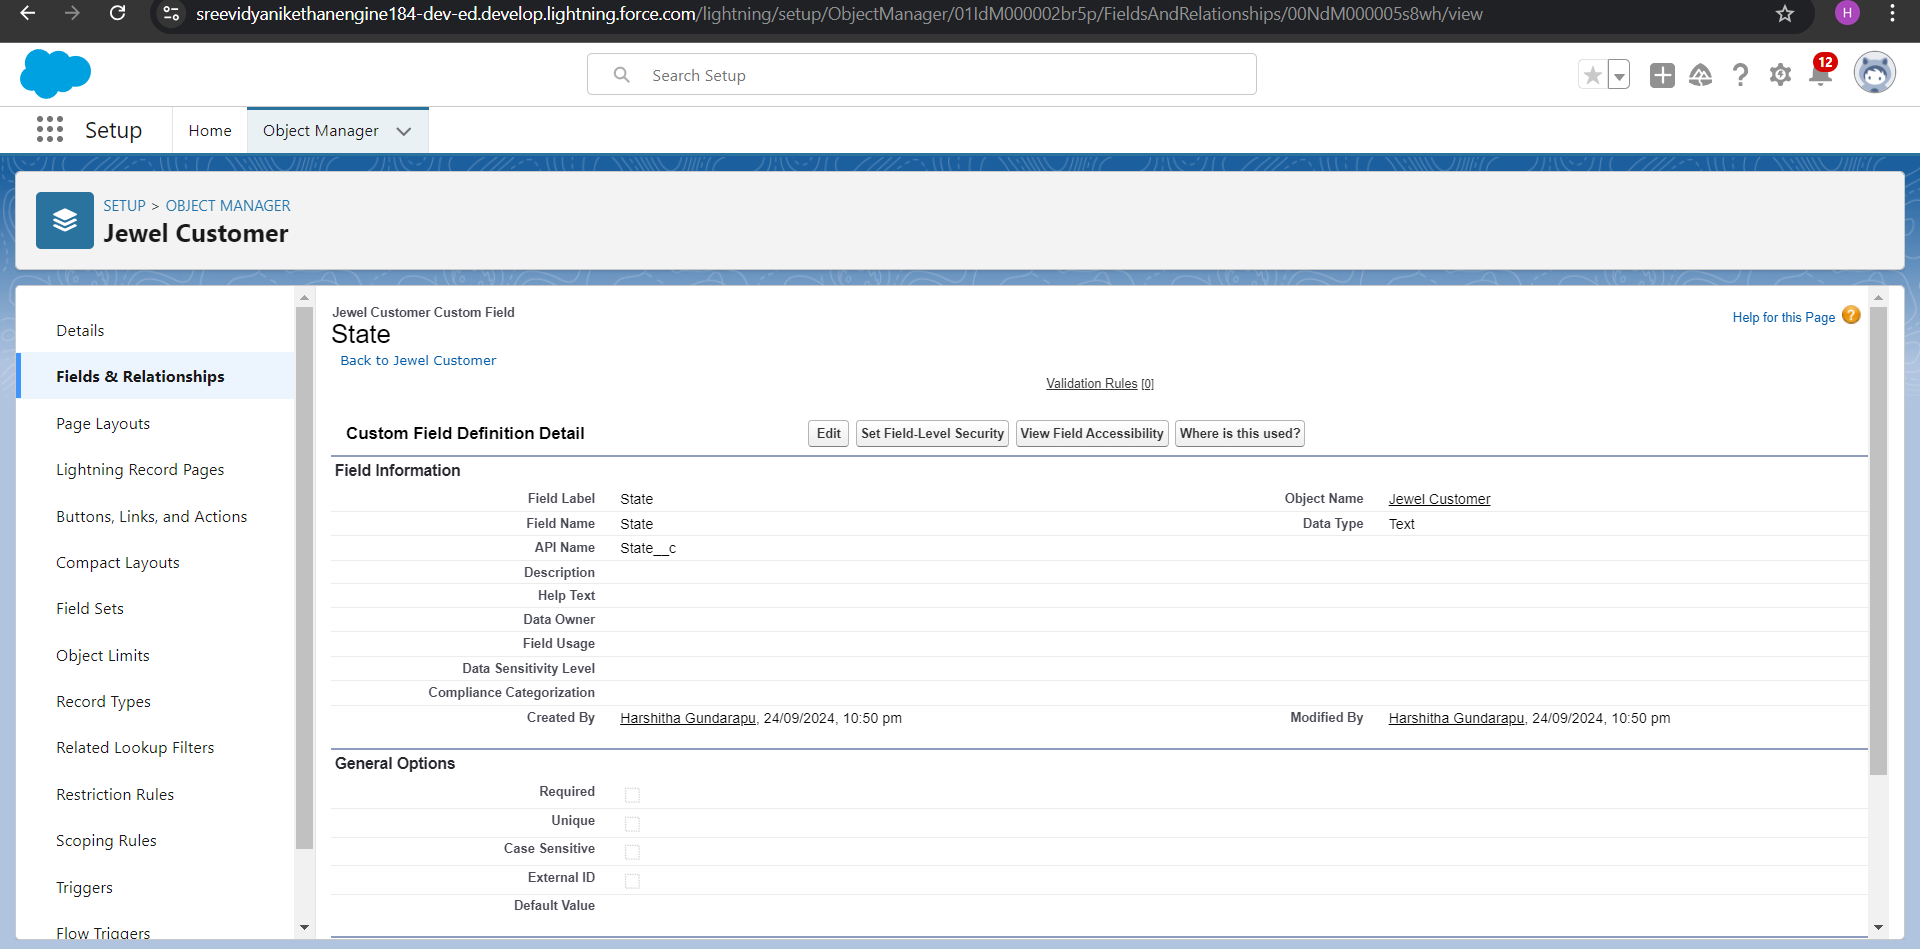 sreevidyanikethanengine184-dev-ed.develop.lightning.force.com/lightning/setup/ObjectManager/01IdM000002br5p/FieldsAndRelationships/00NdM000005s8wh/view
H
Search Setup
12
Setup
Home
Object Manager
SETUP > OBJECT MANAGER
Jewel Customer
Details
Fields & Relationships
Page Layouts
Lightning Record Pages
Buttons, Links, and Actions
Compact Layouts
Field Sets
Object Limits
Record Types
Related Lookup Filters
Restriction Rules
Scoping Rules
Triggers
Flow Triggers
Jewel Customer Custom Field
State
Back to Jewel Customer
Help for this Page
Validation Rules [0]
Custom Field Definition Detail
Edit
Set Field-Level Security
View Field Accessibility
Where is this used?
Field Information
Field Label State
Object Name Jewel Customer
Field Name State
Data Type Text
API Name State__c
Description
Help Text
Data Owner
Field Usage
Data Sensitivity Level
Compliance Categorization
Created By Harshitha Gundarapu, 24/09/2024, 10:50 pm
Modified By Harshitha Gundarapu, 24/09/2024, 10:50 pm
General Options
Required
Unique
Case Sensitive
External ID
Default Value